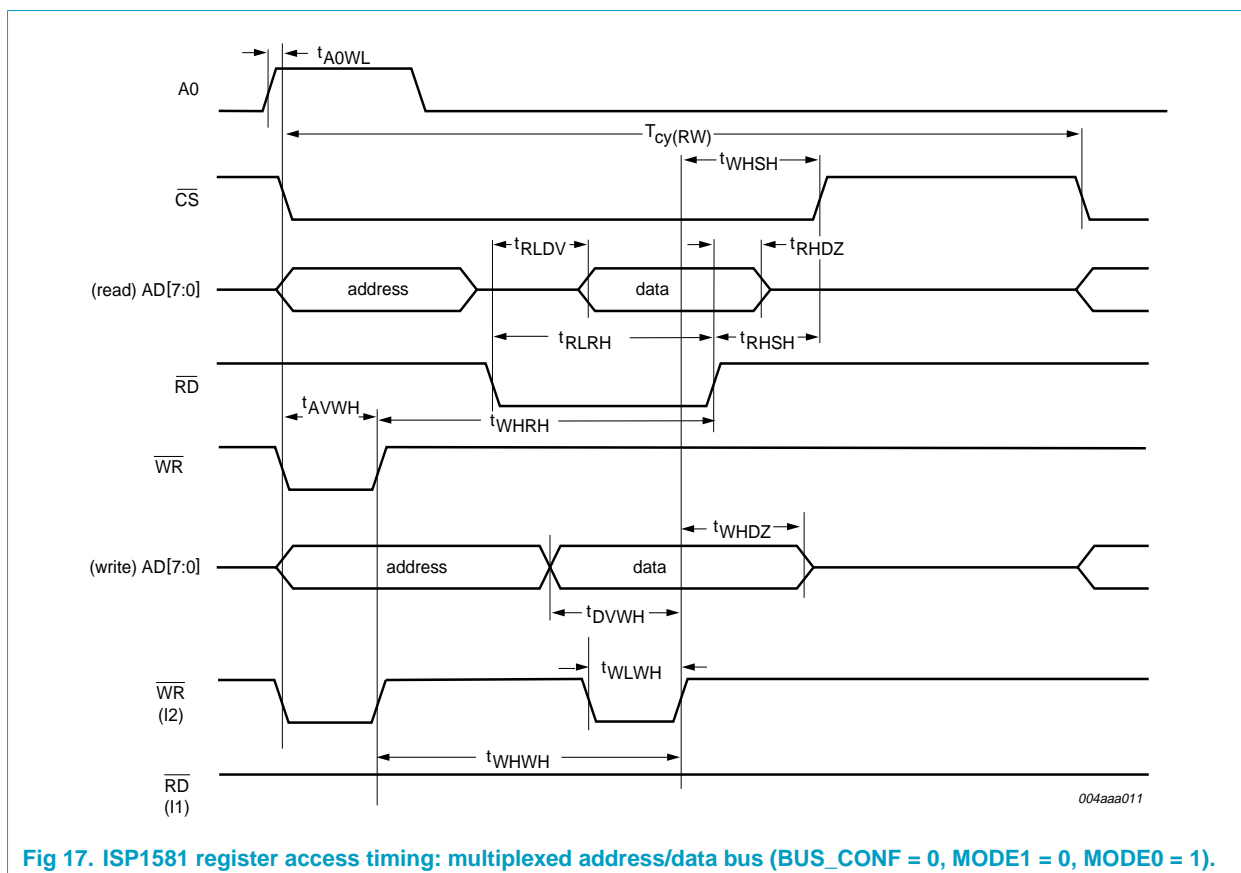 tA0WL
A0
Tcy(RW)
tWHSH
CS
tRLDV
tRHDZ
(read) AD[7:0]
address
data
tRLRH
tRHSH
RD
tAVWH
tWHRH
WR
tWHDZ
(write) AD[7:0]
address
data
tDVWH
tWLWH
WR
(I2)
tWHWH
RD
(I1)
004aaa011
Fig 17. ISP1581 register access timing: multiplexed address/data bus (BUS_CONF = 0, MODE1 = 0, MODE0 = 1).